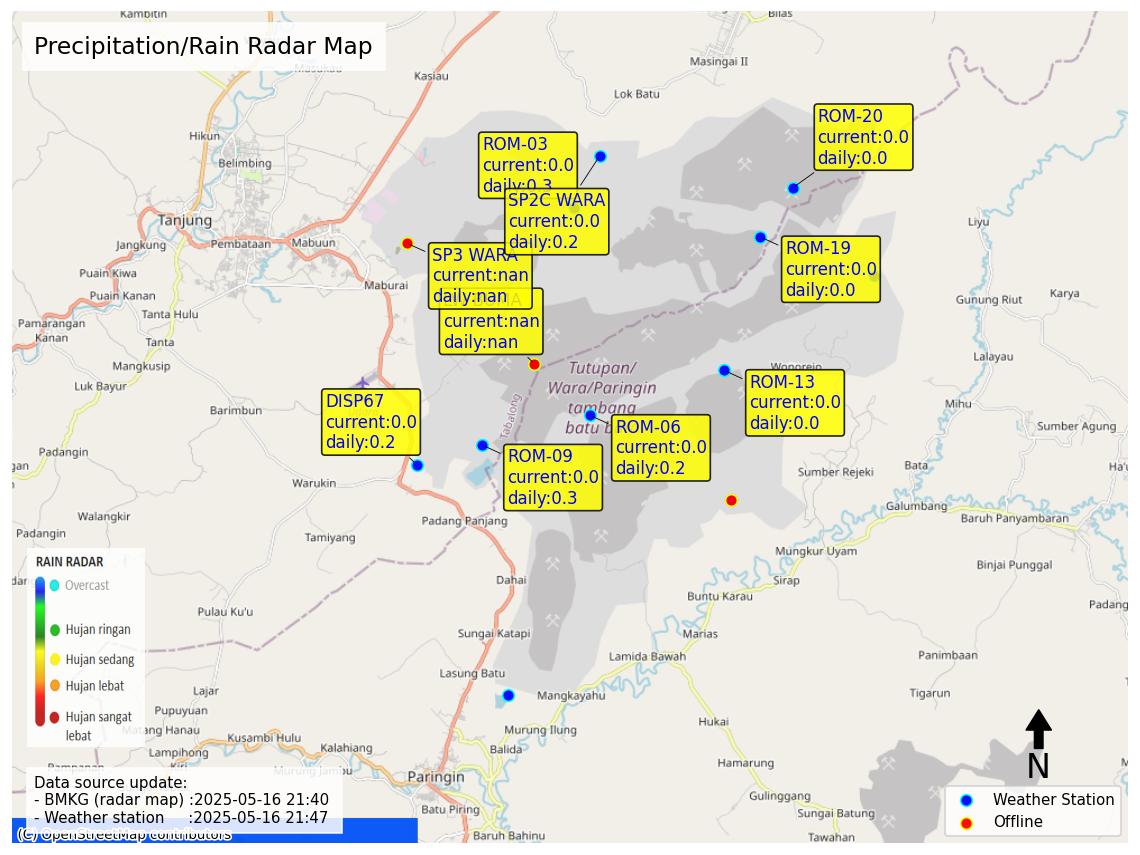 Precipitation/Rain Radar Map
Kambitin
Bilas
Masukau
Kasiau
Masingai II
Lok Batu
Hikun
Belimbing
Tanjung
Jangkung
Pembataan
Mabuun
Puain Kiwa
Puain Kanan
Maburai
Pamarangan
Kanan
Tanta Hulu
Tanta
Mangkusip
Luk Bayur
Barimbun
Padangin
Warukin
Walangkir
Padangin
Tamiyang
Padang Panjang
Dahai
Pulau Ku'u
Sungai Katapi
Lasung Batu
Mangkayahu
Murung Ilung
Lajar
Pupuyuan
Matang Hanau
Lampihong
Kusambi Hulu
Kalahiang
Balida
Paringin
Batu Piring
Baruh Bahinu
Murung Jambu
Liyu
Gunung Riut
Karya
Lalayau
Mihu
Sumber Agung
Bata
Sumber Rejeki
Galumbang
Baruh Panyambaran
Mungkur Uyam
Binjai Punggal
Sirap
Buntu Karau
Marias
Lamida Bawah
Panimbaan
Tigarun
Hukai
Hamarung
Gulinggang
Sungai Batung
Tawahan
Wonorejo
Tabalong
Tutupan/
Wara/Paringin
tambang
batu b
ROM-03
current:0.0
daily:0.3
SP2C WARA
current:0.0
daily:0.2
ROM-20
current:0.0
daily:0.0
ROM-19
current:0.0
daily:0.0
SP3 WARA
current:nan
daily:nan
current:nan
daily:nan
ROM-13
current:0.0
daily:0.0
DISP67
current:0.0
daily:0.2
ROM-06
current:0.0
daily:0.2
ROM-09
current:0.0
daily:0.3
RAIN RADAR
Overcast
Hujan ringan
Hujan sedang
Hujan lebat
Hujan sangat
lebat
Data source update:
- BMKG (radar map) :2025-05-16 21:40
- Weather station :2025-05-16 21:47
(C) OpenStreetMap contributors
N
Weather Station
Offline